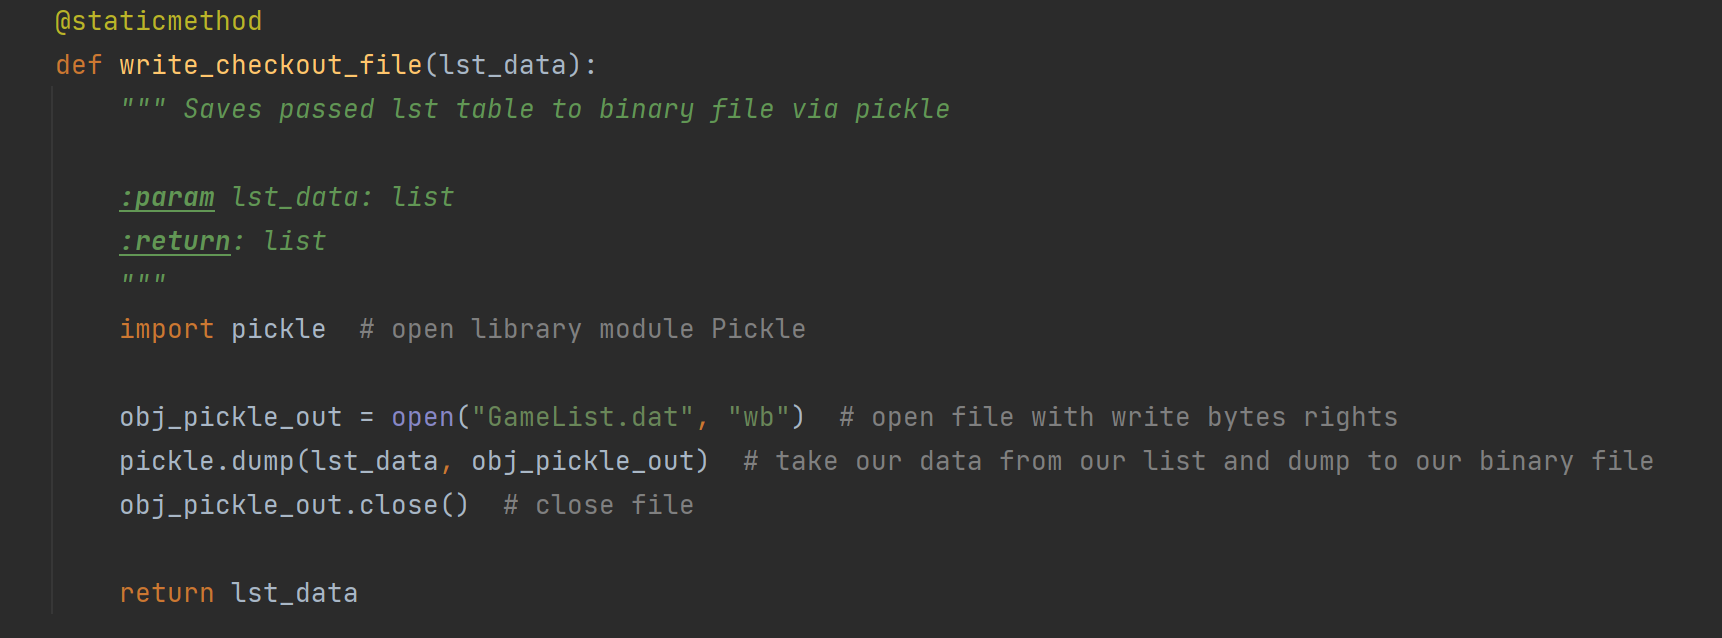 @staticmethod
def write_checkout_file(lst_data):
""" Saves passed lst table to binary file via pickle
:param lst_data: list
:return: list
"""
import pickle  # open library module Pickle
obj_pickle_out = open("GameList.dat", "wb")  # open file with write bytes rights
pickle.dump(lst_data, obj_pickle_out)  # take our data from our list and dump to our binary file
obj_pickle_out.close()  # close file
return lst_data